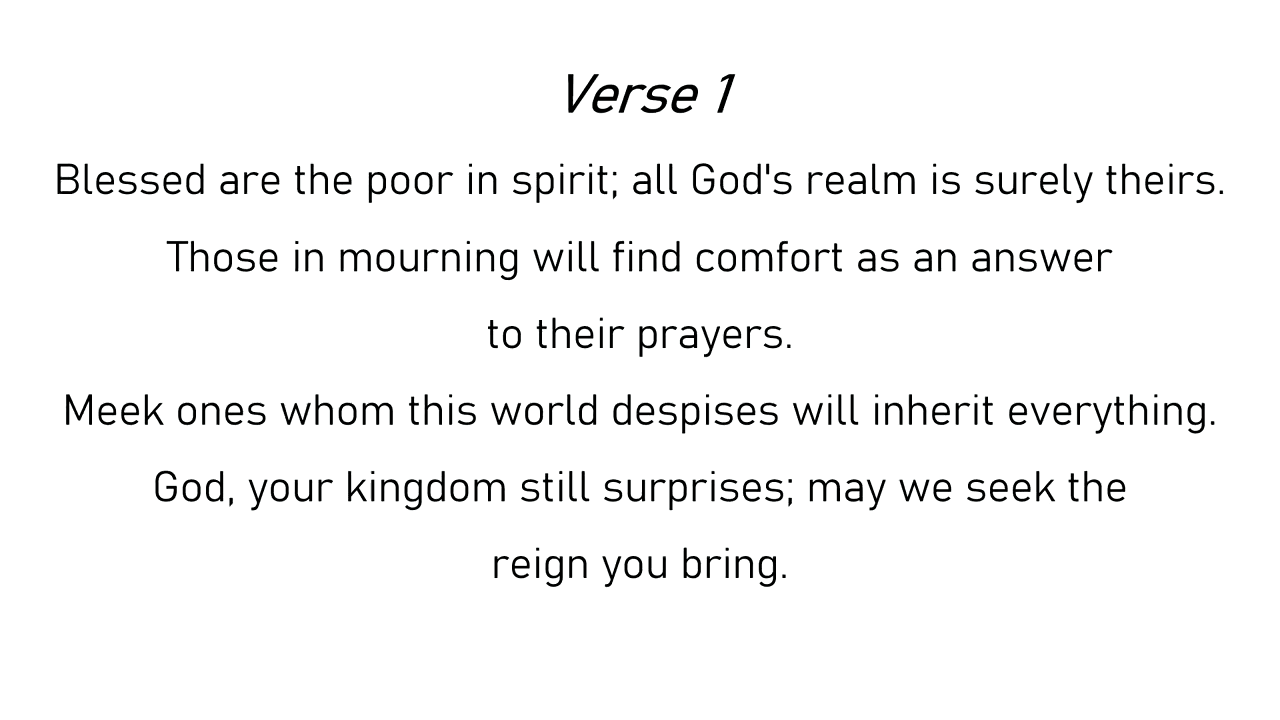 Verse 1
Blessed are the poor in spirit; all God's realm is surely theirs.
Those in mourning will find comfort as an answer
to their prayers.
Meek ones whom this world despises will inherit everything.
God, your kingdom still surprises; may we seek the
reign you bring.